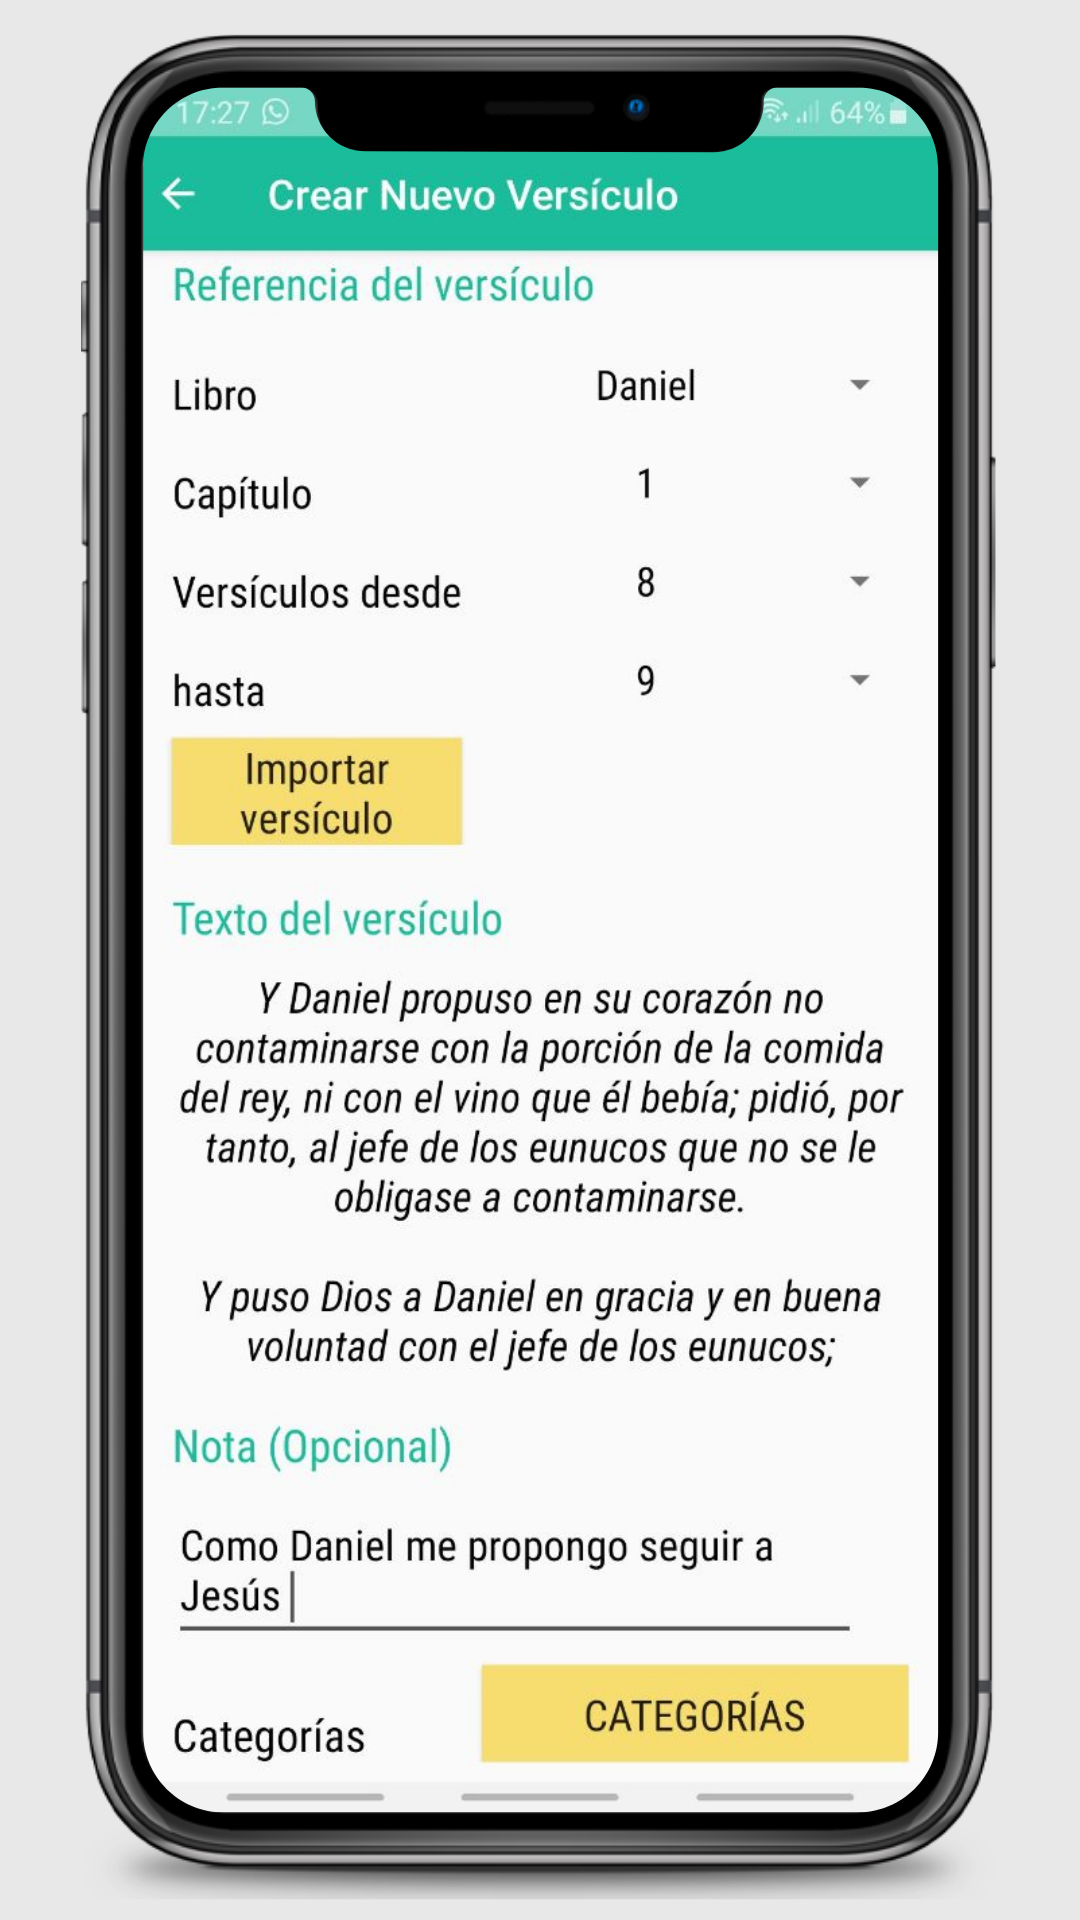 17:27 64%
Crear Nuevo Versículo
Referencia del versículo
Libro Daniel
Capítulo 1
Versículos desde 8
hasta 9
Importar
versículo
Texto del versículo
Y Daniel propuso en su corazón no
contaminarse con la porción de la comida
del rey, ni con el vino que él bebía; pidió, por
tanto, al jefe de los eunucos que no se le
obligase a contaminarse.
Y puso Dios a Daniel en gracia y en buena
voluntad con el jefe de los eunucos;
Nota (Opcional)
Como Daniel me propongo seguir a
Jesús
Categorías CATEGORÍAS